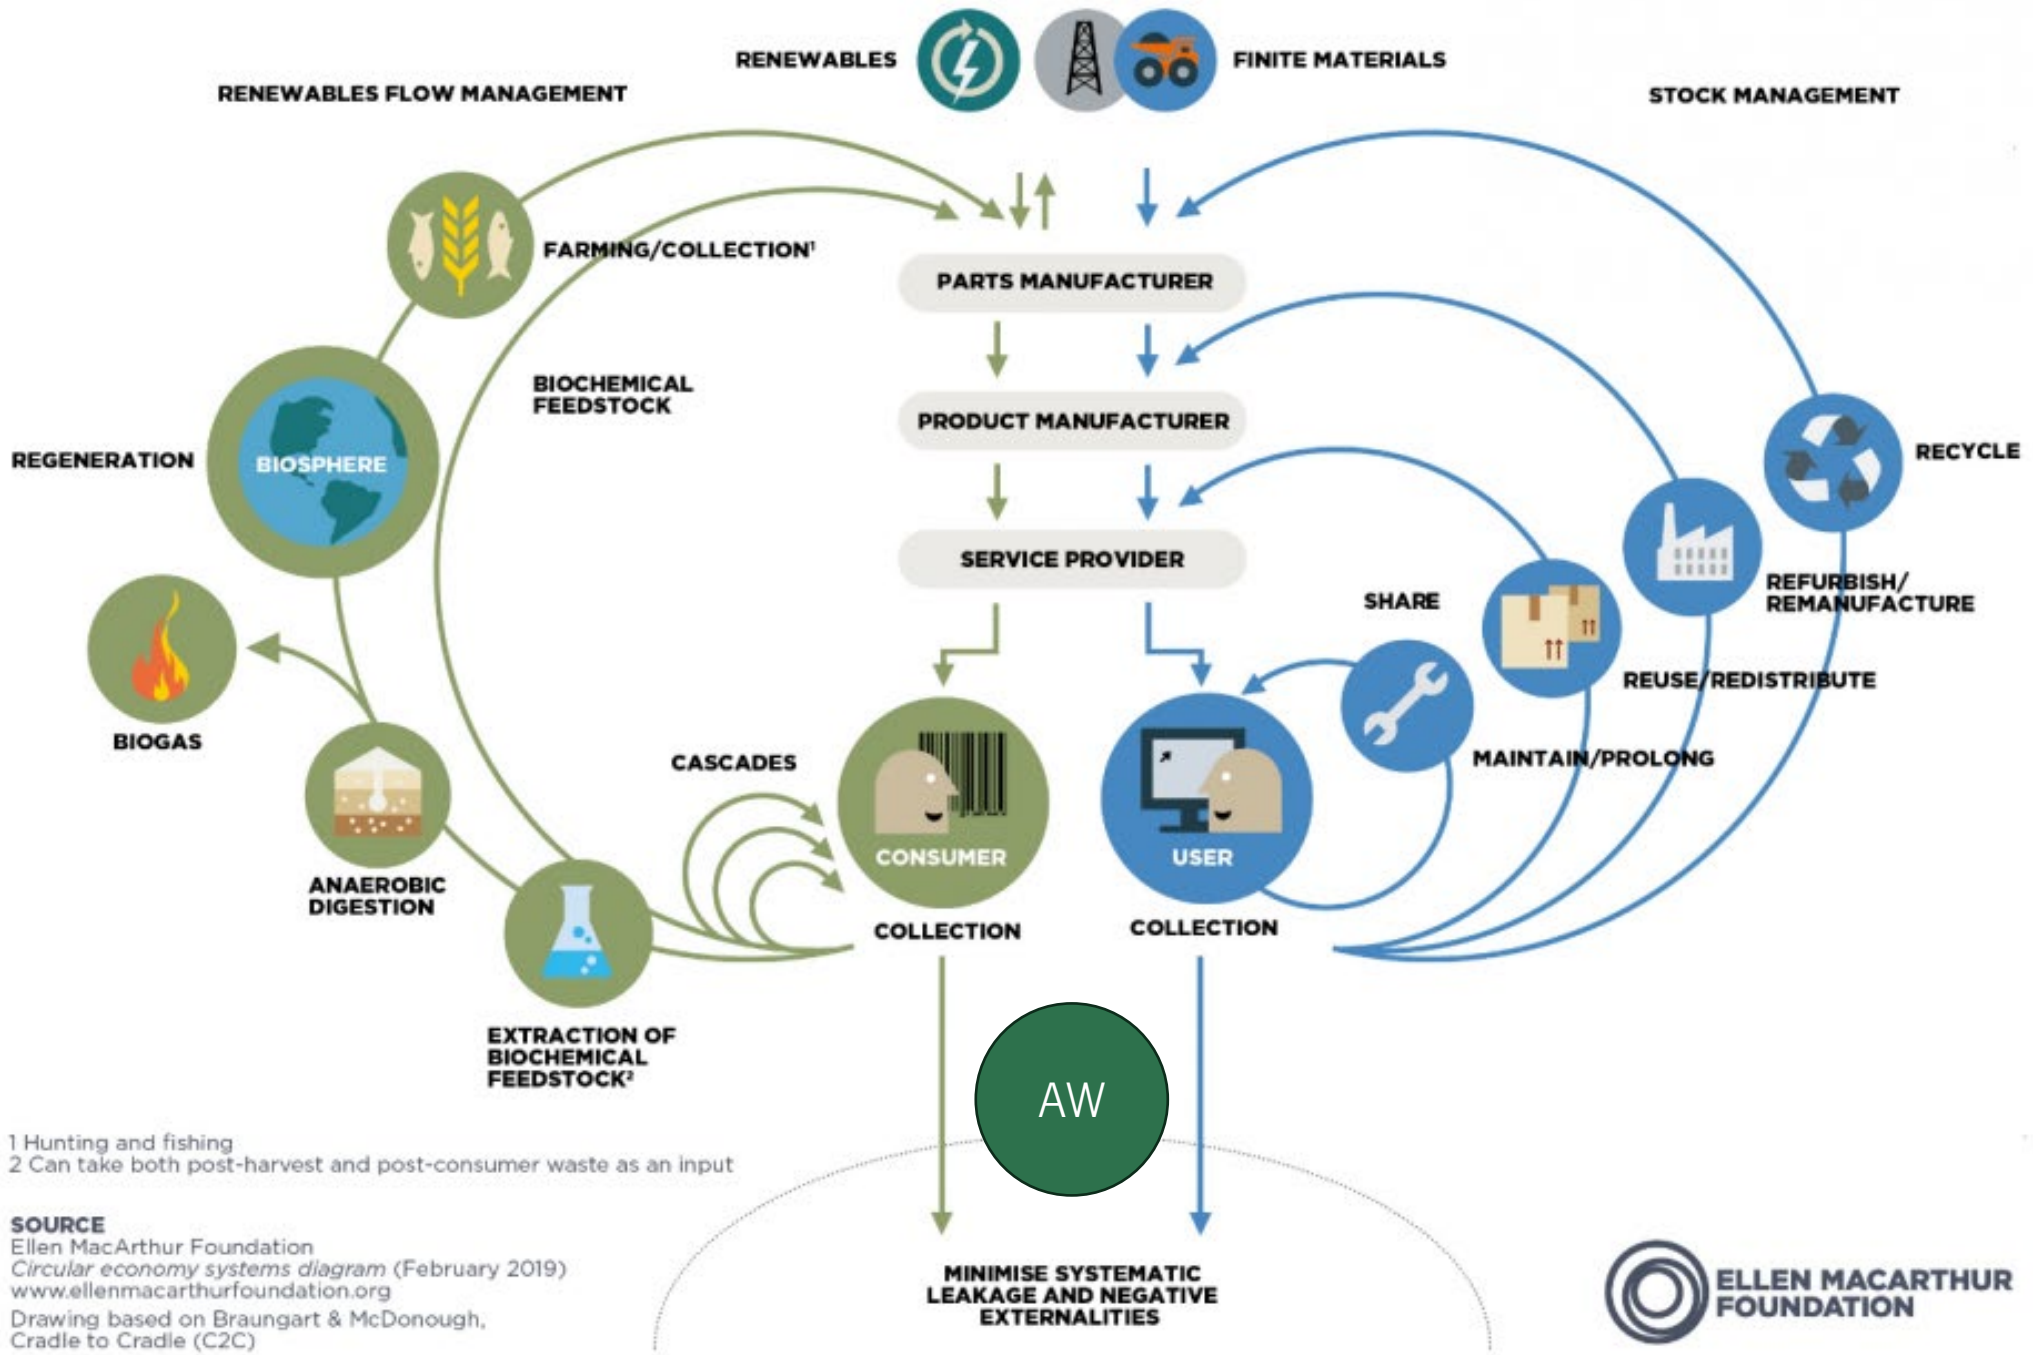 RENEWABLES
FINITE MATERIALS
RENEWABLES FLOW MANAGEMENT
STOCK MANAGEMENT
FARMING/COLLECTION¹
PARTS MANUFACTURER
BIOCHEMICAL
FEEDSTOCK
PRODUCT MANUFACTURER
REGENERATION
BIOSPHERE
RECYCLE
SERVICE PROVIDER
SHARE
REFURBISH/
REMANUFACTURE
REUSE/REDISTRIBUTE
BIOGAS
CASCADES
MAINTAIN/PROLONG
CONSUMER
USER
ANAEROBIC
DIGESTION
COLLECTION
COLLECTION
EXTRACTION OF
BIOCHEMICAL
FEEDSTOCK²
AW
1 Hunting and fishing
2 Can take both post-harvest and post-consumer waste as an input
SOURCE
Ellen MacArthur Foundation
Circular economy systems diagram (February 2019)
www.ellenmacarthurfoundation.org
Drawing based on Braungart & McDonough,
Cradle to Cradle (C2C)
MINIMISE SYSTEMATIC
LEAKAGE AND NEGATIVE
EXTERNALITIES
ELLEN MACARTHUR
FOUNDATION